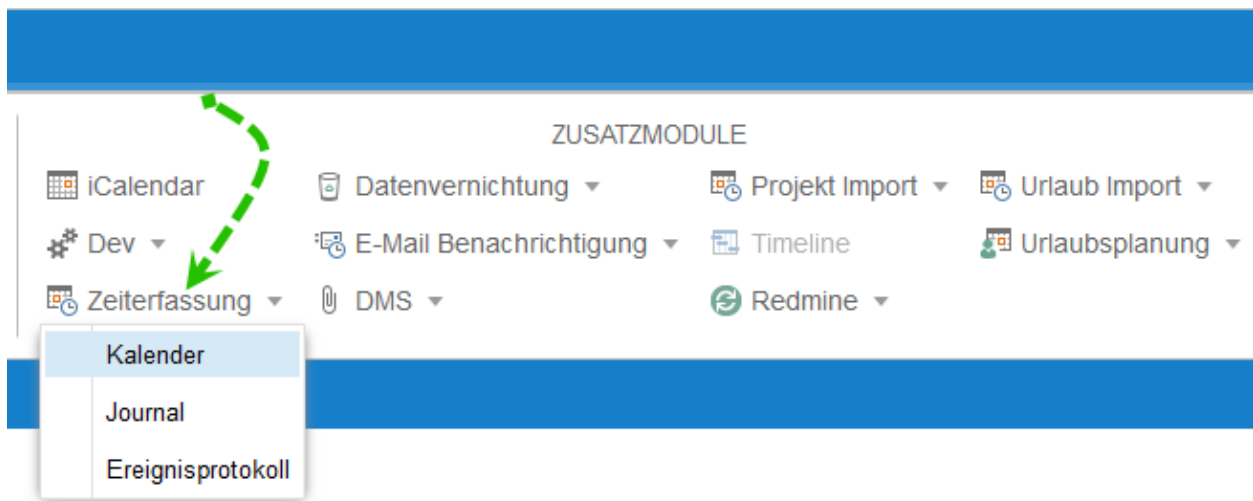 ZUSATZMODULE
iCalendar
Datenvernichtung
Projekt Import
Urlaub Import
Dev
E-Mail Benachrichtigung
Timeline
Urlaubsplanung
Zeiterfassung
DMS
Redmine
Kalender
Journal
Ereignisprotokoll